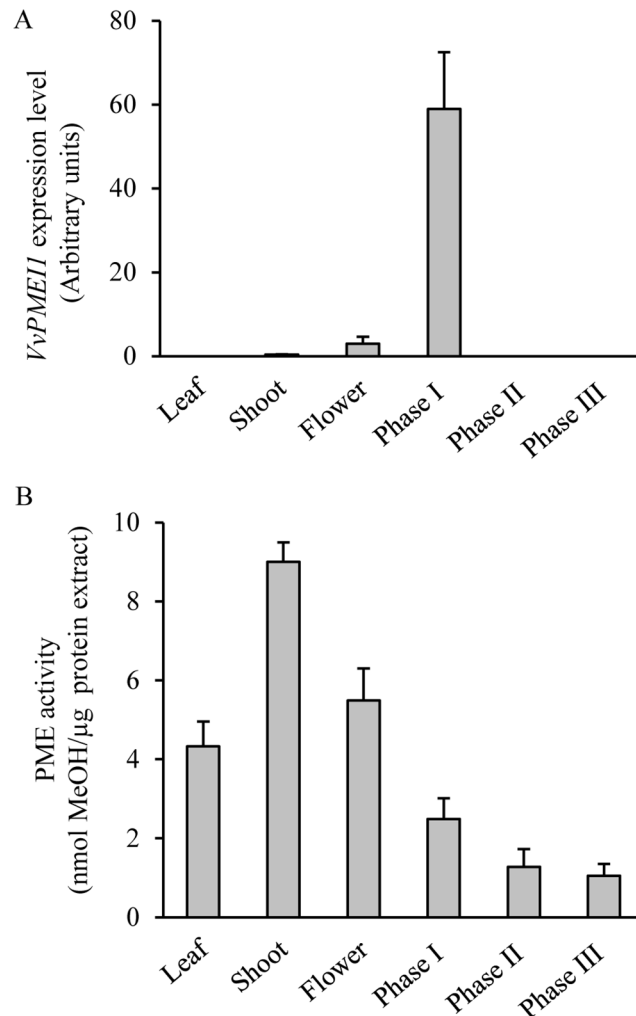 A
VvPMEI1 expression level
(Arbitrary units)
80
60
40
20
0
Leaf
Shoot
Flower
Phase I
Phase II
Phase III
B
PME activity
(nmol MeOH/µg protein extract)
10
8
6
4
2
0
Leaf
Shoot
Flower
Phase I
Phase II
Phase III